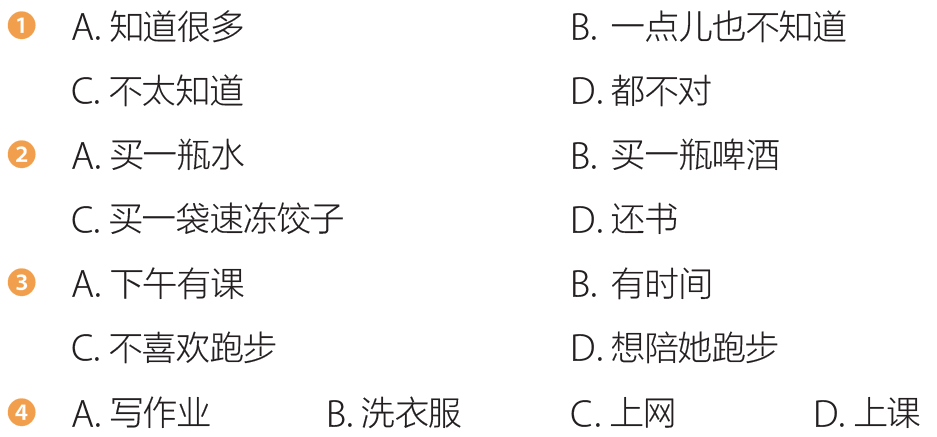 1 A. 知道很多 B. 一点儿也不知道
C. 不太知道 D. 都不对
2 A. 买一瓶水 B. 买一瓶啤酒
C. 买一袋速冻饺子 D. 还书
3 A. 下午有课 B. 有时间
C. 不喜欢跑步 D. 想陪她跑步
4 A. 写作业 B. 洗衣服 C. 上网 D. 上课